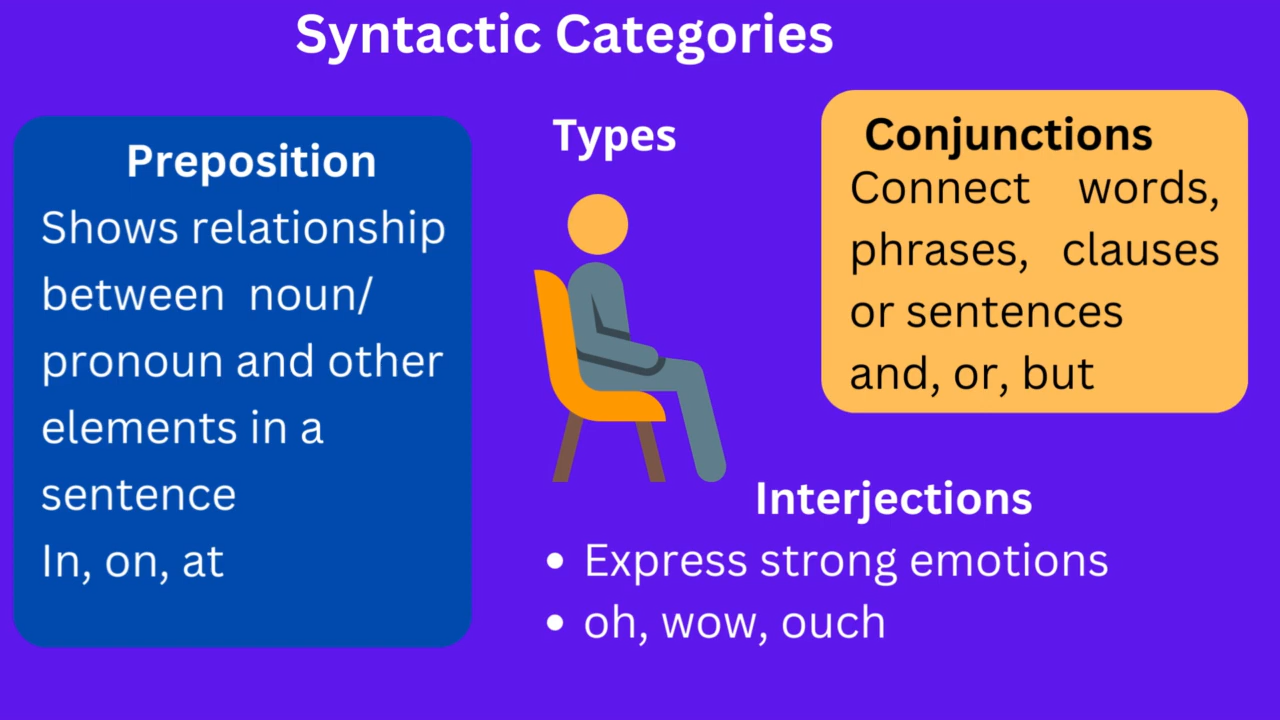 Syntactic Categories
Preposition
Shows relationship
between noun/
pronoun and other
elements in a
sentence
In, on, at
Types
Conjunctions
Connect words,
phrases, clauses
or sentences
and, or, but
Interjections
• Express strong emotions
• oh, wow, ouch